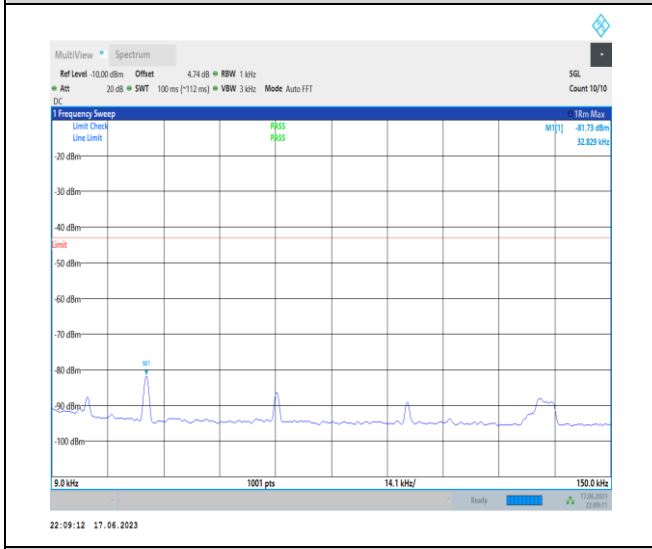 MultiView Spectrum
Ref Level -10.00 dBm Offset 4.74 dB RBW 1 kHz SGL
Att 20 dB SWT 100 ms (~112 ms) VBW 3 kHz Mode Auto FFT Count 10/10
DC
1 Frequency Sweep 1Rm Max
Limit Check PASS M1[1] -81.73 dBm
Line Limit PASS 32.829 kHz
-20 dBm
-30 dBm
-40 dBm
Limit
-50 dBm
-60 dBm
-70 dBm
M1
-80 dBm
-90 dBm
-100 dBm
9.0 kHz 1001 pts 14.1 kHz/ 150.0 kHz
Ready 17.06.2023
22:09:11
22:09:12 17.06.2023